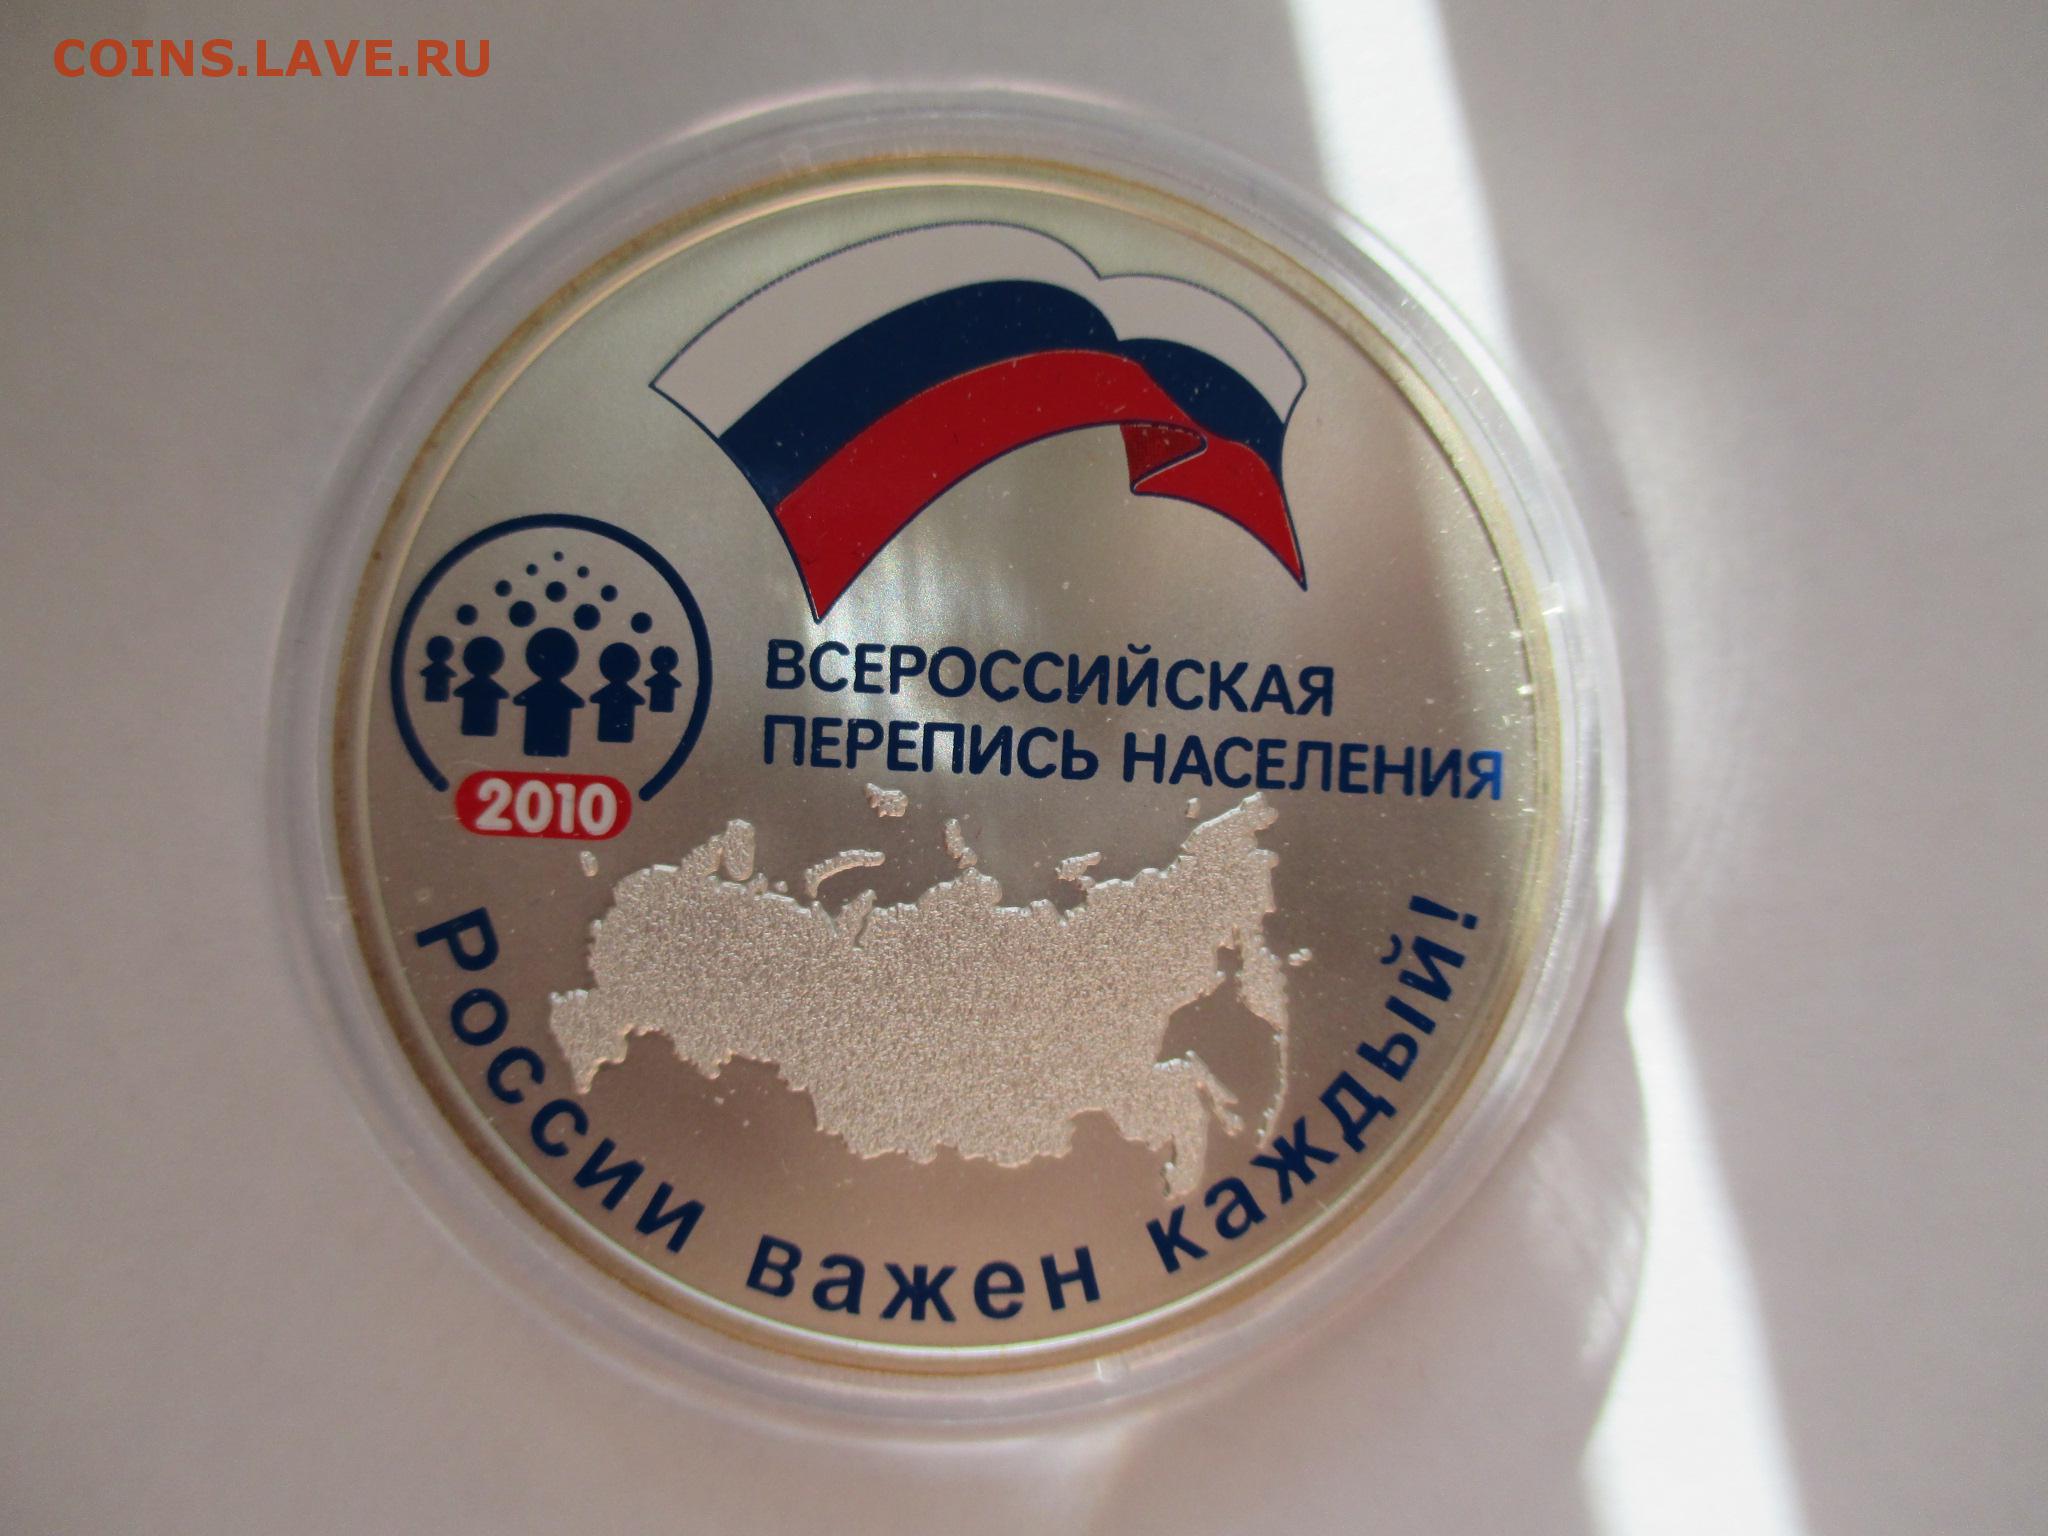 COINS.LAVE.RU
ВСЕРОССИЙСКАЯ
ПЕРЕПИСЬ НАСЕЛЕНИЯ
2010
России важен каждый!